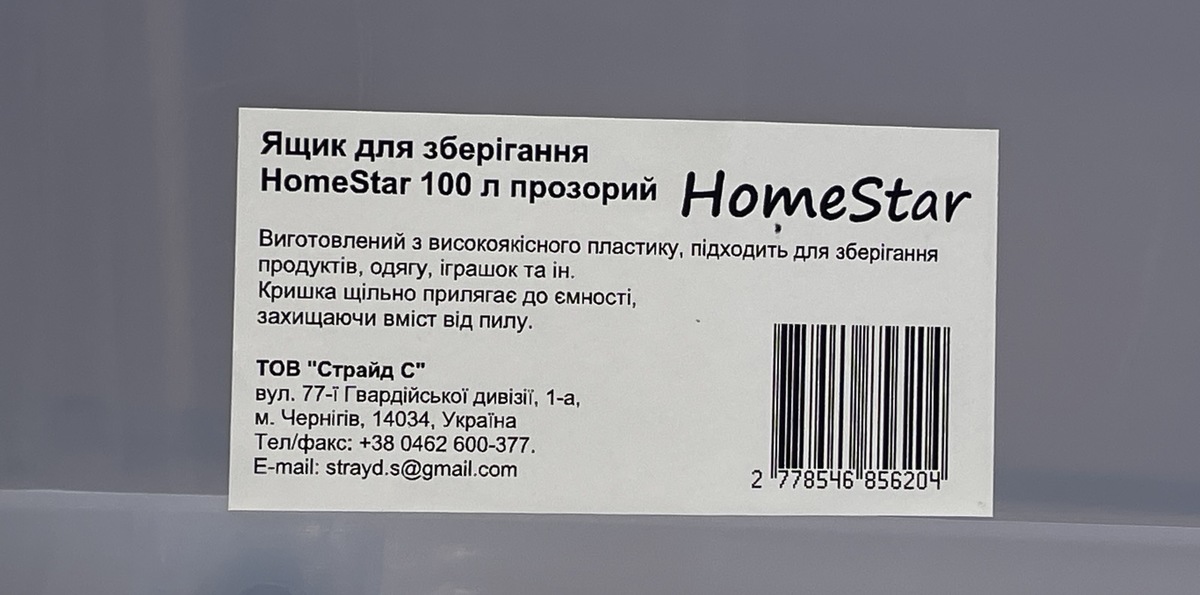 Ящик для зберігання
HomeStar 100 л прозорий
HomeStar
Виготовлений з високоякісного пластику, підходить для зберігання
продуктів, одягу, іграшок та ін.
Кришка щільно прилягає до ємності,
захищаючи вміст від пилу.
ТОВ "Страйд С"
вул. 77-ї Гвардійської дивізії, 1-а,
м. Чернігів, 14034, Україна
Тел/факс: +38 0462 600-377.
E-mail: strayd.s@gmail.com
2 778546 856204